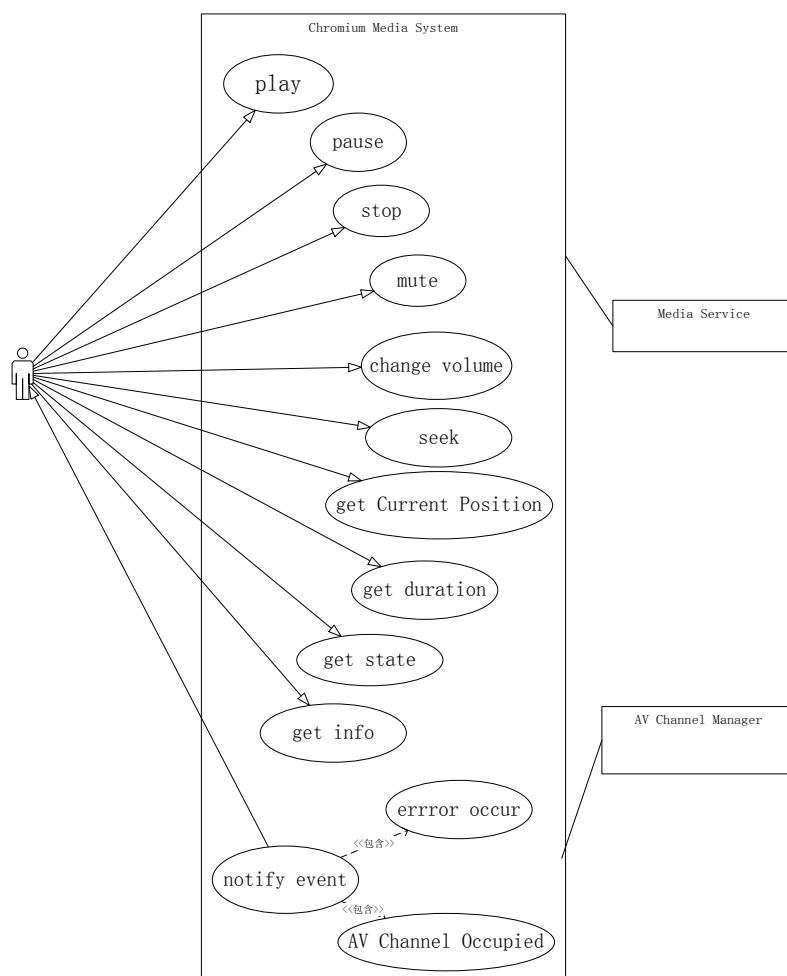 Chromium Media System
play
pause
stop
mute
Media Service
change volume
seek
get Current Position
get duration
get state
AV Channel Manager
get info
errror occur
<<包含>>
notify event
<<包含>>
AV Channel Occupied